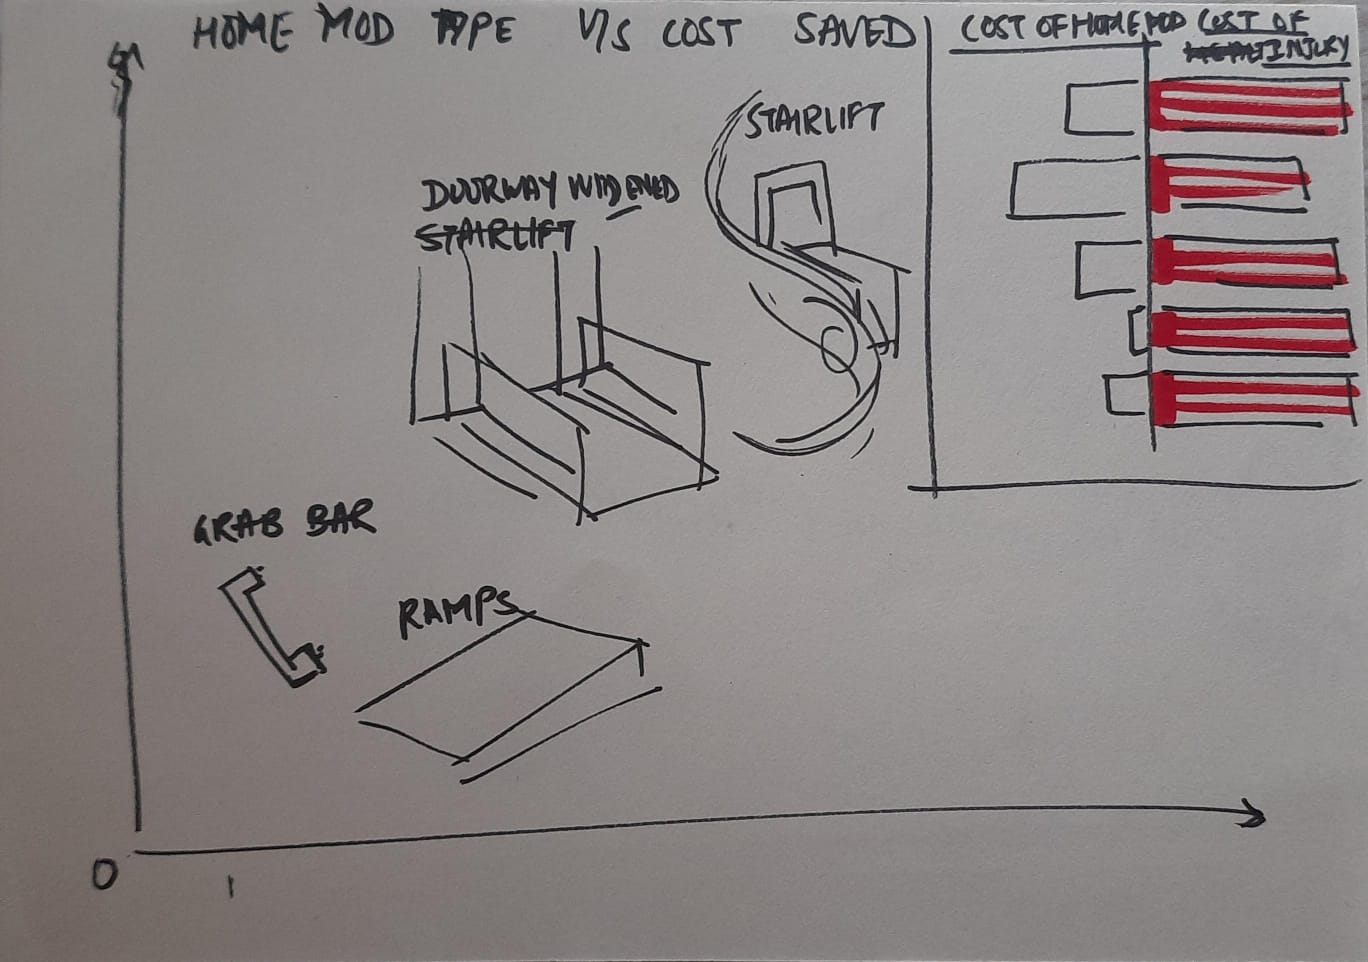 HOME MOD TYPE V/S COST SAVED
COST OF HOME MOD
COST OF
INJURY
STAIRLIFT
DOORWAY WIDENED
STAIRLIFT
GRAB BAR
RAMPS
0
1